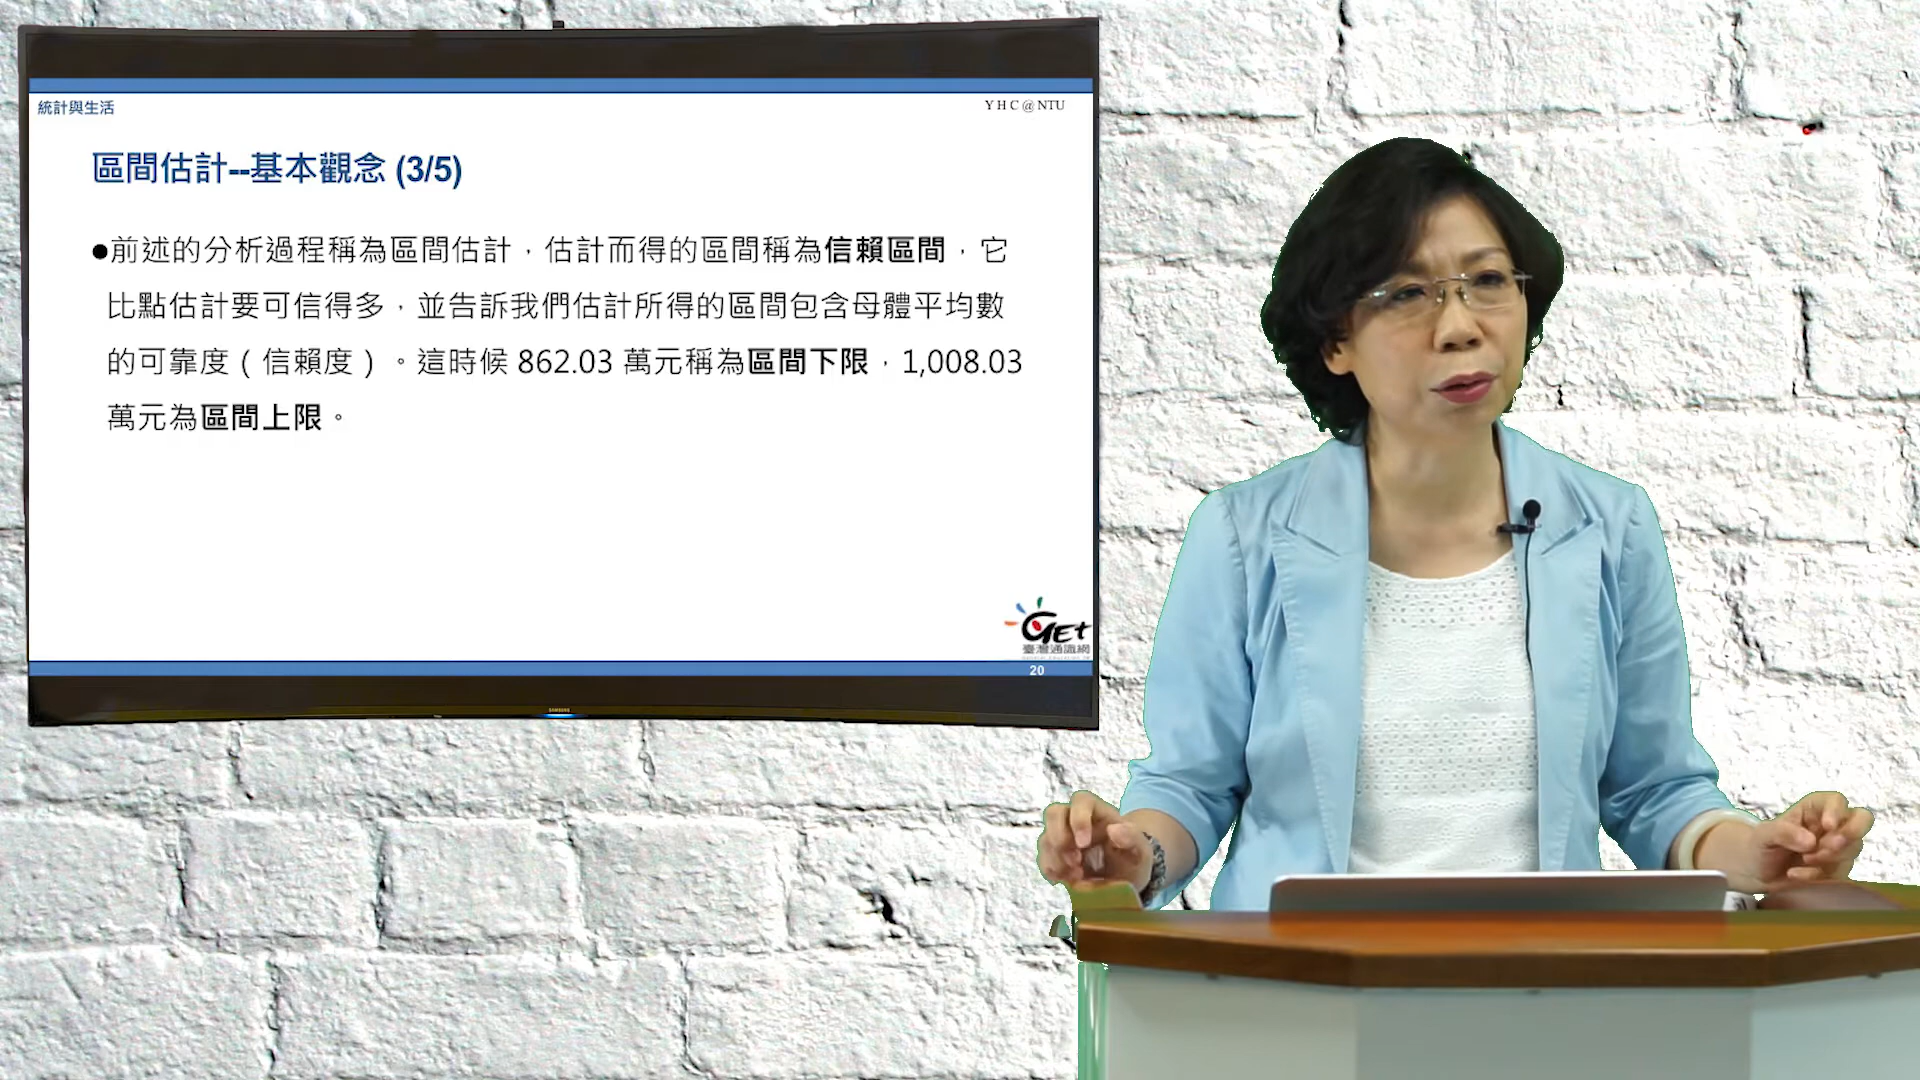 統計與生活
Y H C @ NTU
區間估計--基本觀念 (3/5)
●前述的分析過程稱為區間估計，估計而得的區間稱為信賴區間，它
比點估計要可信得多，並告訴我們估計所得的區間包含母體平均數
的可靠度（信賴度）。這時候 862.03 萬元稱為區間下限，1,008.03
萬元為區間上限。
GEt
臺灣通識網
20
SAMSUNG